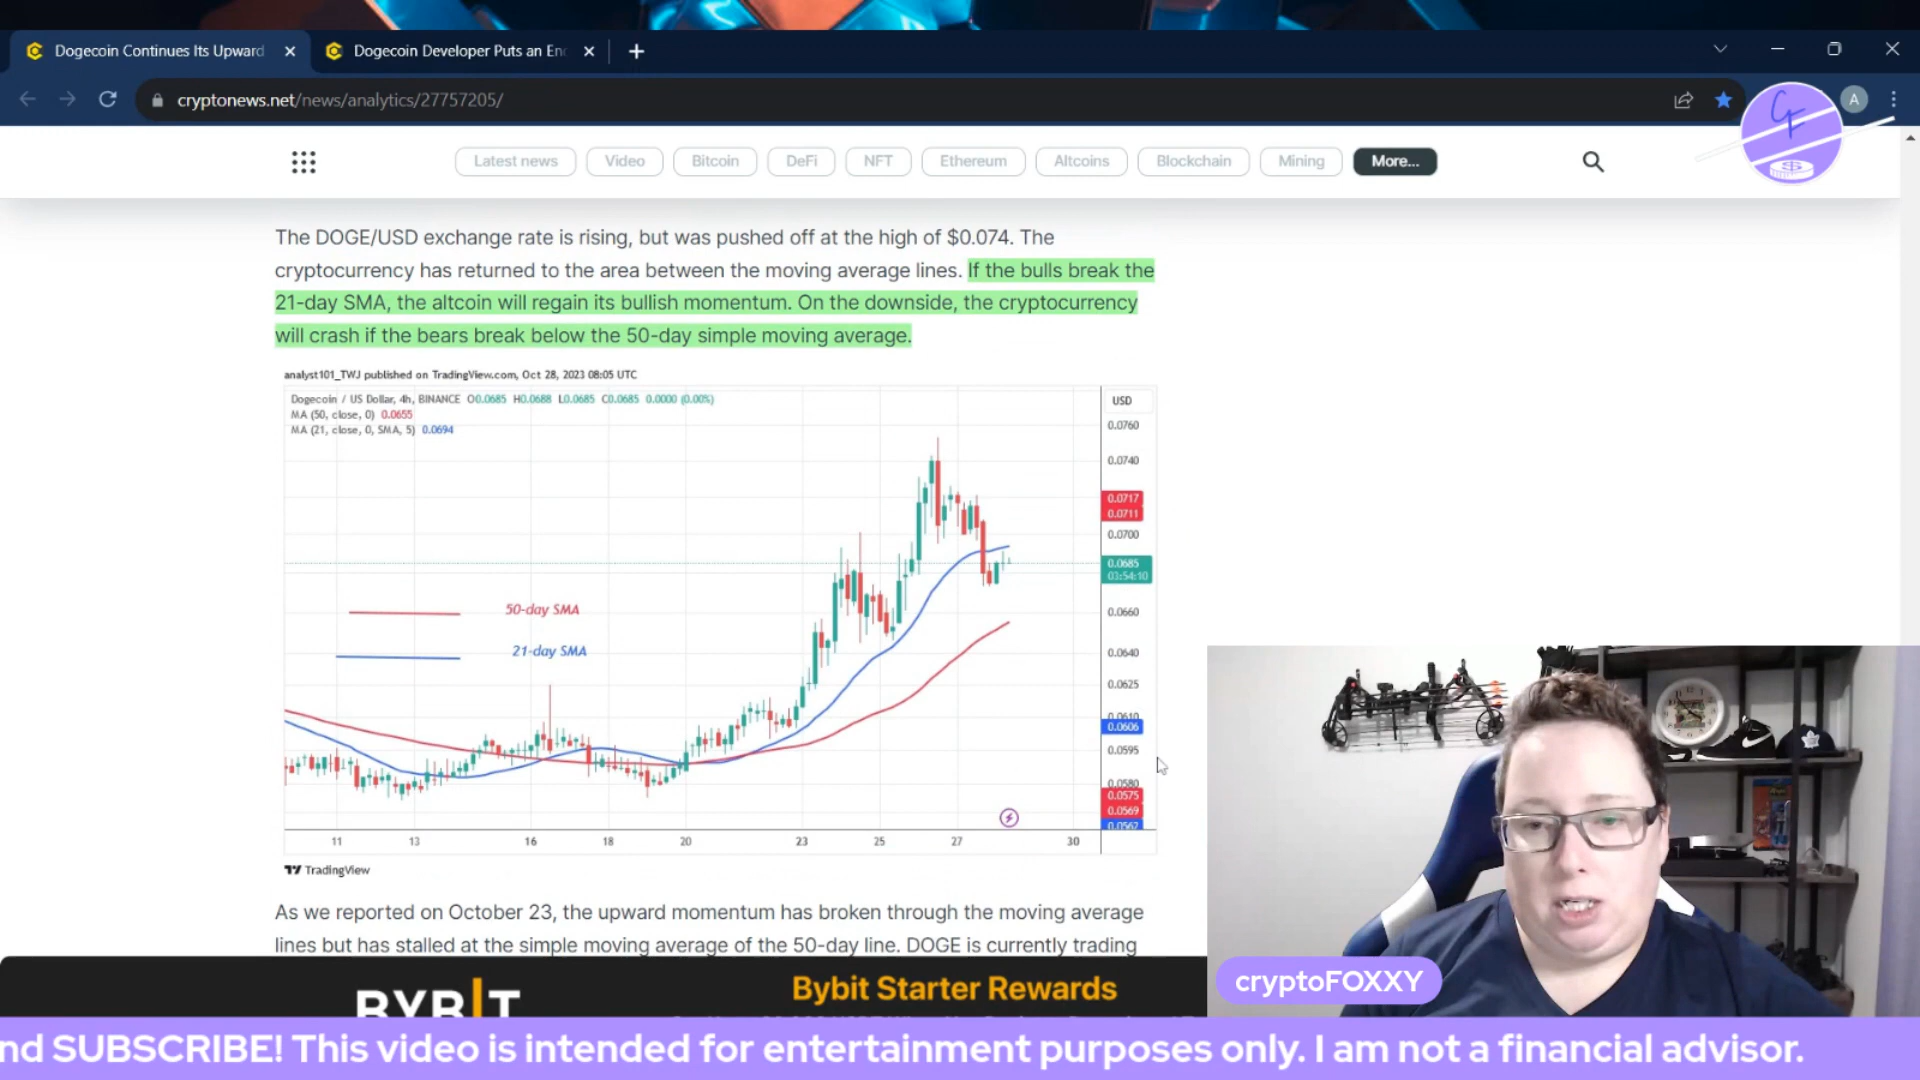 Dogecoin Continues Its Upward
Dogecoin Developer Puts an En
cryptonews.net/news/analytics/27757205/
A
CF
$
Latest news
Video
Bitcoin
DeFi
NFT
Ethereum
Altcoins
Blockchain
Mining
More...
The DOGE/USD exchange rate is rising, but was pushed off at the high of $0.074. The
cryptocurrency has returned to the area between the moving average lines. If the bulls break the
21-day SMA, the altcoin will regain its bullish momentum. On the downside, the cryptocurrency
will crash if the bears break below the 50-day simple moving average.
analyst101_TWJ published on TradingView.com, Oct 28, 2023 08:05 UTC
Dogecoin / US Dollar, 4h, BINANCE O0.0685 H0.0688 L0.0685 C0.0685 0.0000 (0.00%)
MA (50, close, 0) 0.0655
MA (21, close, 0, SMA, 5) 0.0694
USD
0.0760
0.0740
0.0717
0.0711
0.0700
0.0685
03:54:10
0.0660
0.0640
0.0625
0.0610
0.0606
0.0595
0.0580
0.0575
0.0569
0.0567
50-day SMA
21-day SMA
11 13 16 18 20 23 25 27 30
TradingView
As we reported on October 23, the upward momentum has broken through the moving average
lines but has stalled at the simple moving average of the 50-day line. DOGE is currently trading
BYBIT
Bybit Starter Rewards
cryptoFOXXY
nd SUBSCRIBE! This video is intended for entertainment purposes only. I am not a financial advisor.